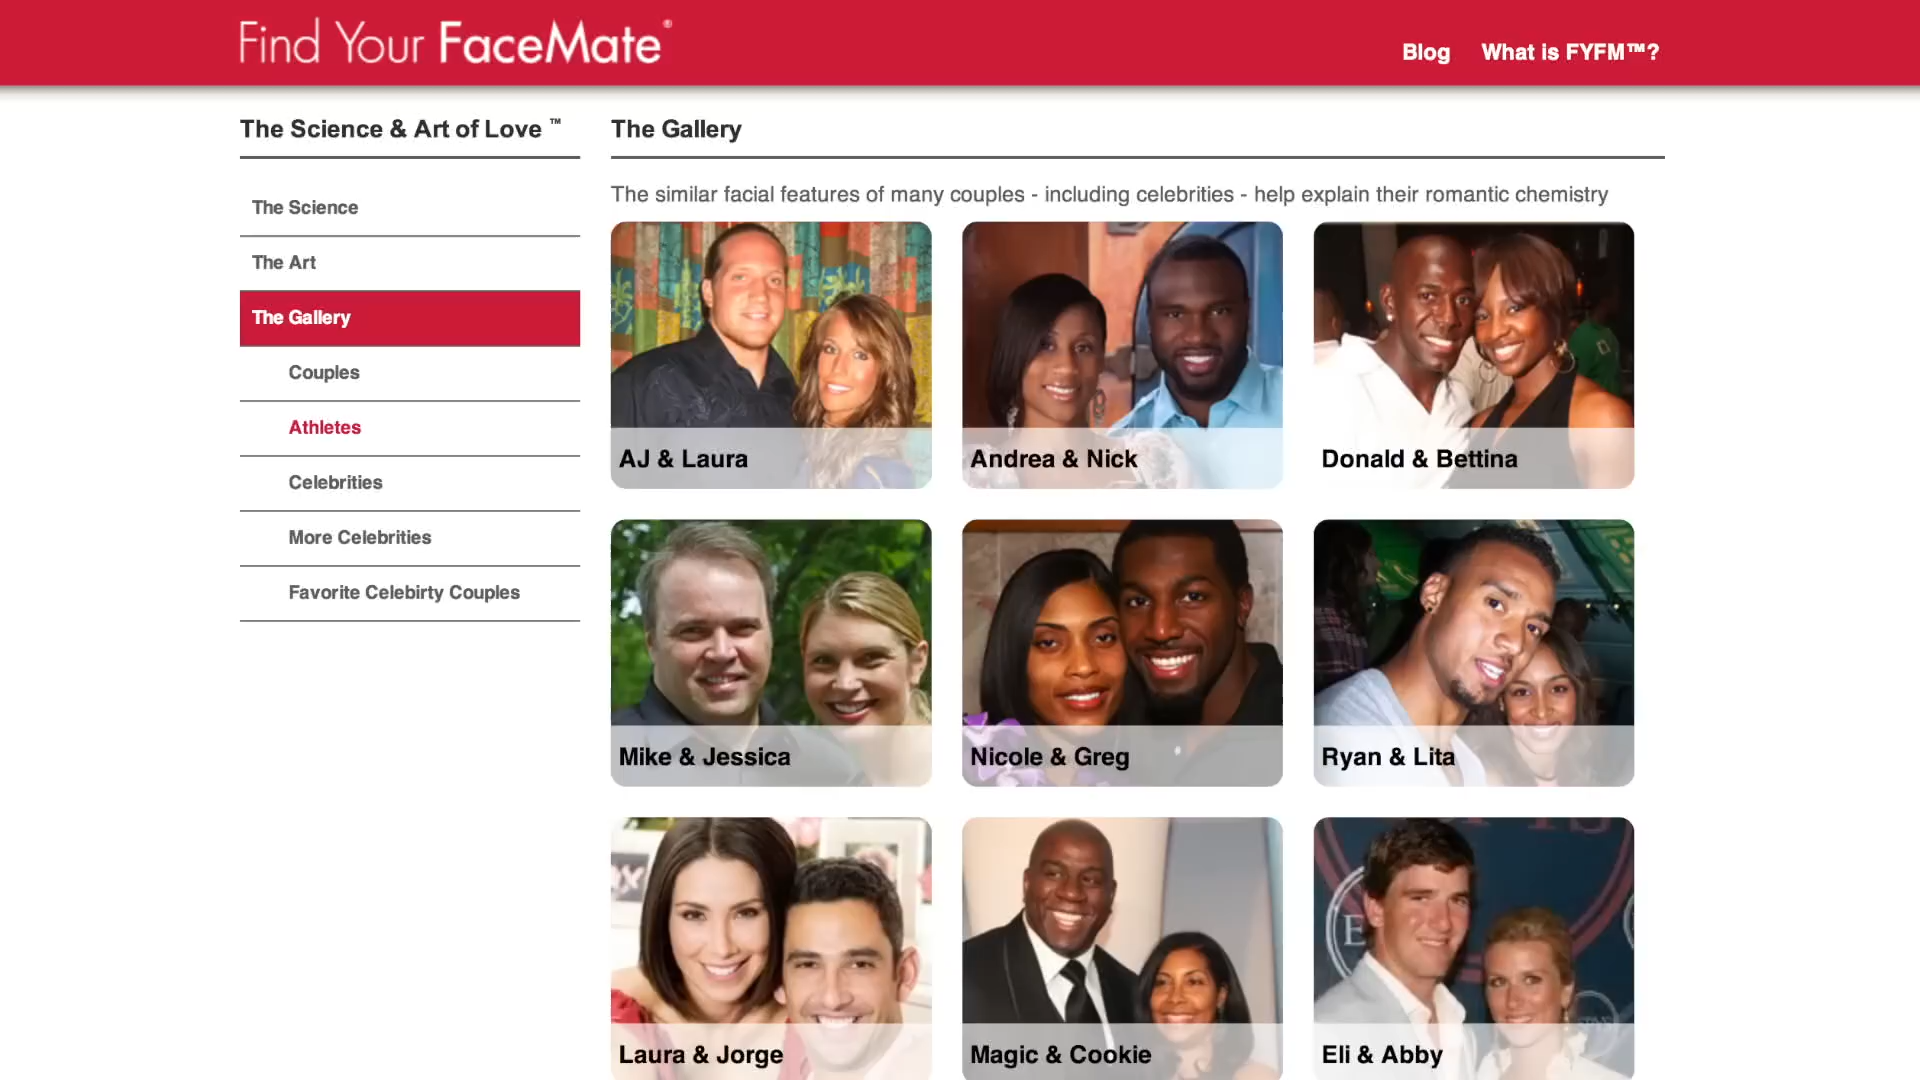 Find Your FaceMate®
Blog
What is FYFM™?
The Science & Art of Love ™
The Science
The Art
The Gallery
Couples
Athletes
Celebrities
More Celebrities
Favorite Celebirty Couples
The Gallery
The similar facial features of many couples - including celebrities - help explain their romantic chemistry
AJ & Laura
Andrea & Nick
Donald & Bettina
Mike & Jessica
Nicole & Greg
Ryan & Lita
Laura & Jorge
Magic & Cookie
Eli & Abby